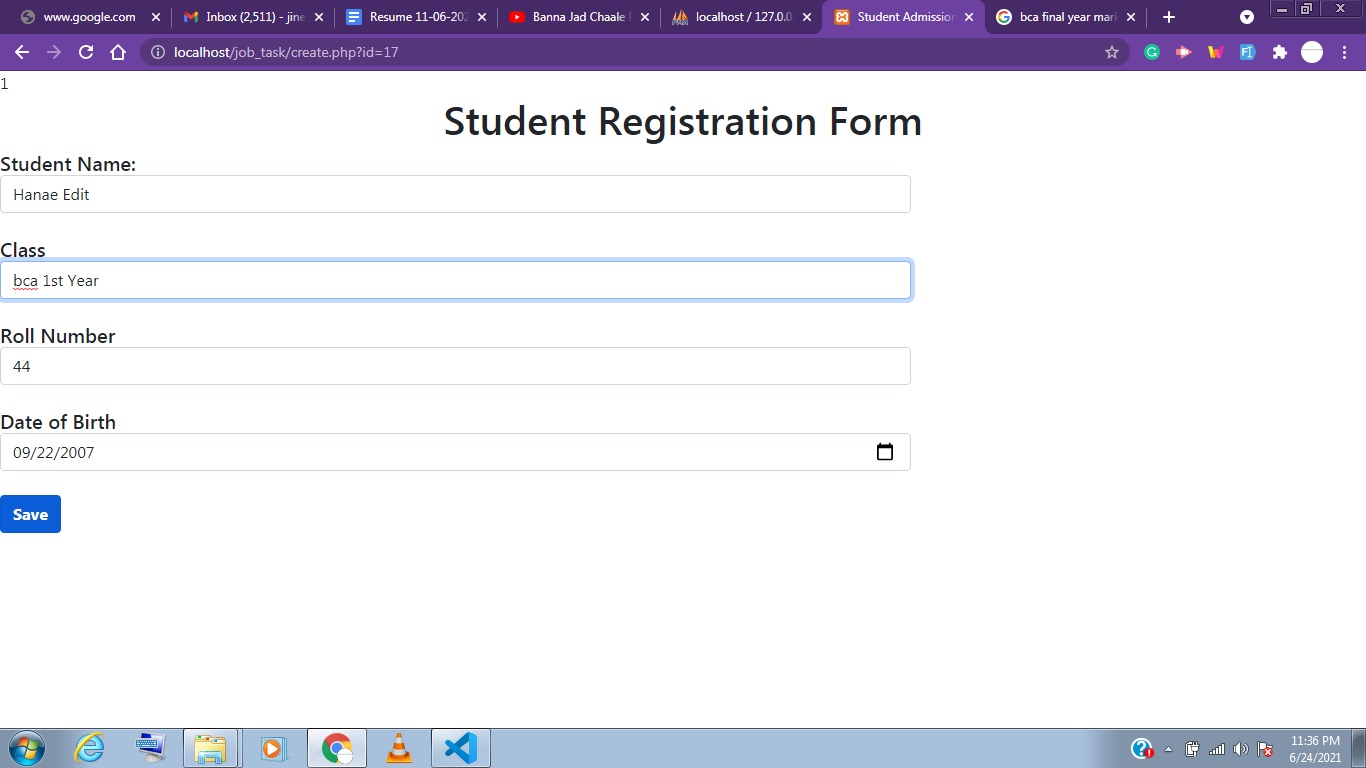 www.google.com
Inbox (2,511) - jine
Resume 11-06-202
Banna Jad Chaale
localhost / 127.0.0
Student Admission
bca final year mar
localhost/job_task/create.php?id=17
1
Student Registration Form
Student Name:
Hanae Edit
Class
bca 1st Year
Roll Number
44
Date of Birth
09/22/2007
Save
11:36 PM
6/24/2021